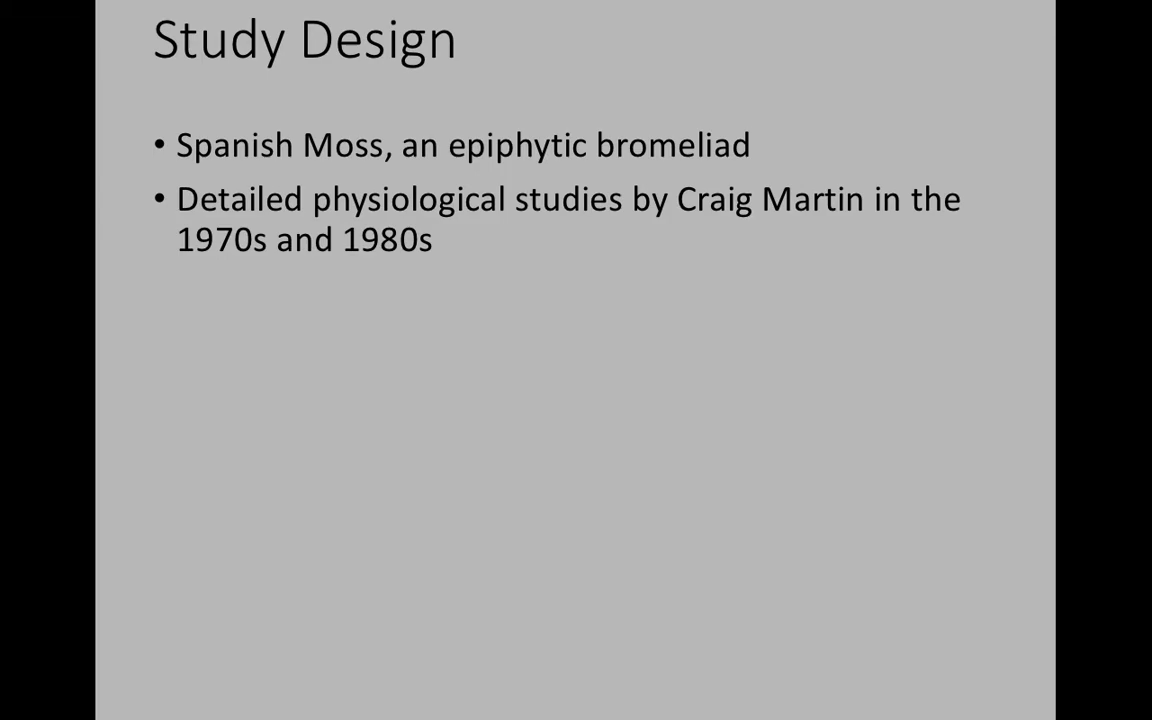 Study Design
• Spanish Moss, an epiphytic bromeliad
• Detailed physiological studies by Craig Martin in the
1970s and 1980s